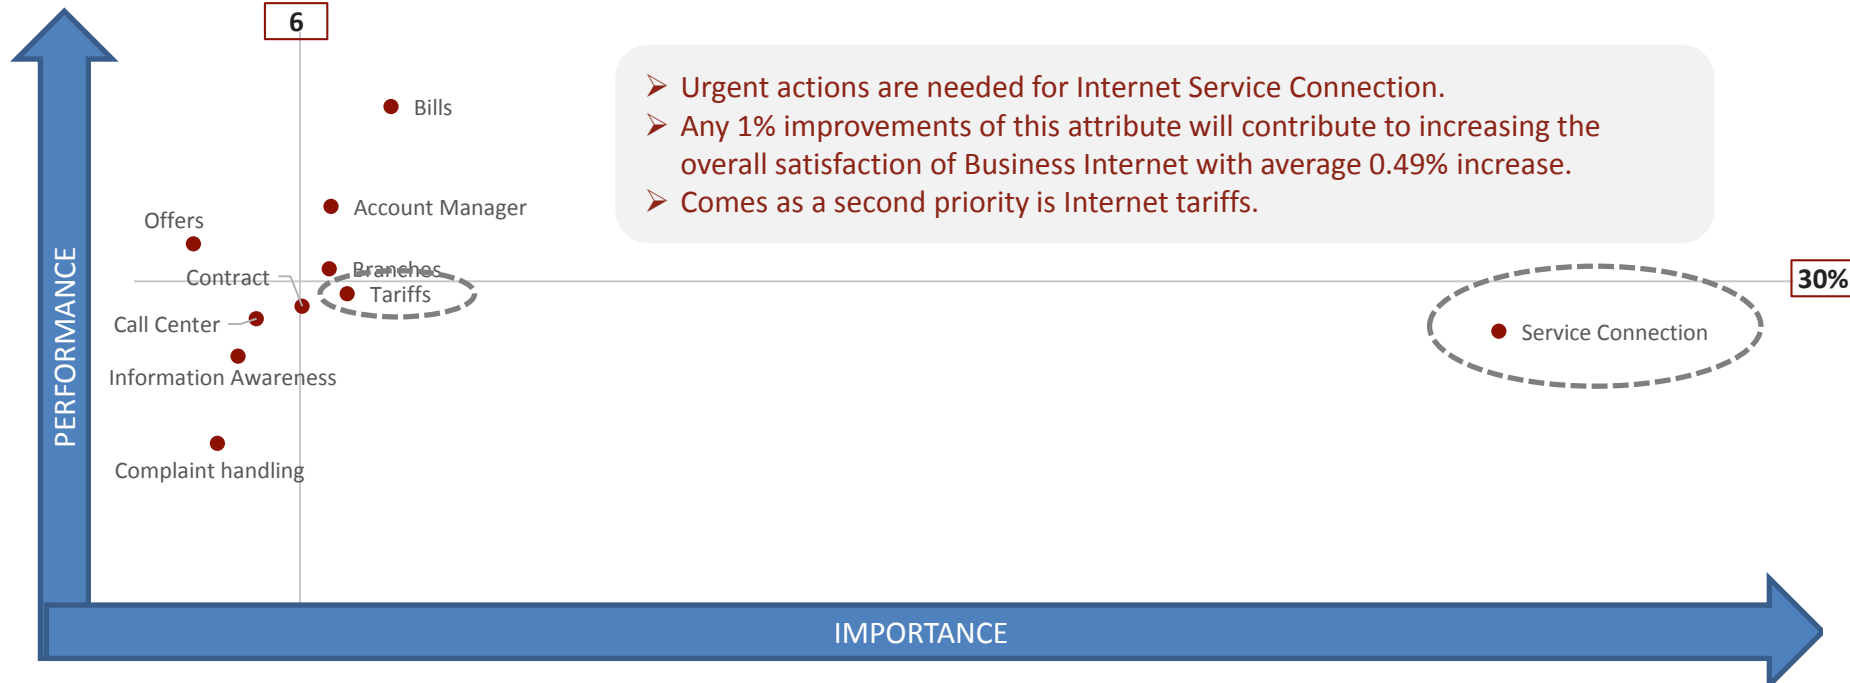 6
➢ Urgent actions are needed for Internet Service Connection.
➢ Any 1% improvements of this attribute will contribute to increasing the
overall satisfaction of Business Internet with average 0.49% increase.
➢ Comes as a second priority is Internet tariffs.
Bills
Account Manager
Offers
Branches
Contract
30%
Tariffs
Call Center
Service Connection
Information Awareness
Complaint handling
PERFORMANCE
IMPORTANCE